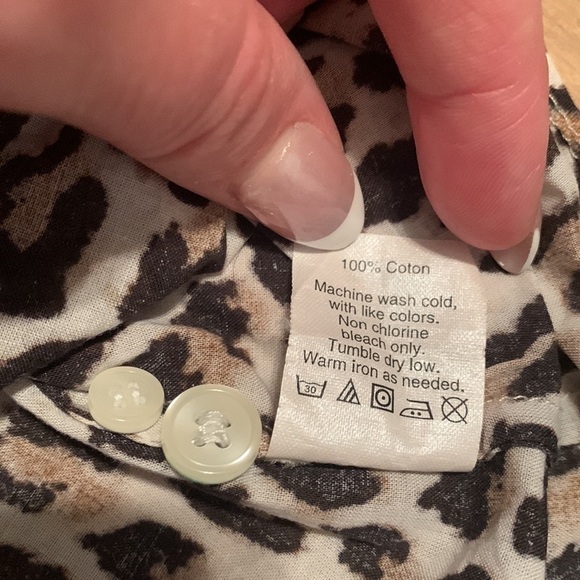 100% Coton
Machine wash cold,
with like colors.
Non chlorine
bleach only.
Tumble dry low.
Warm iron as needed.
30